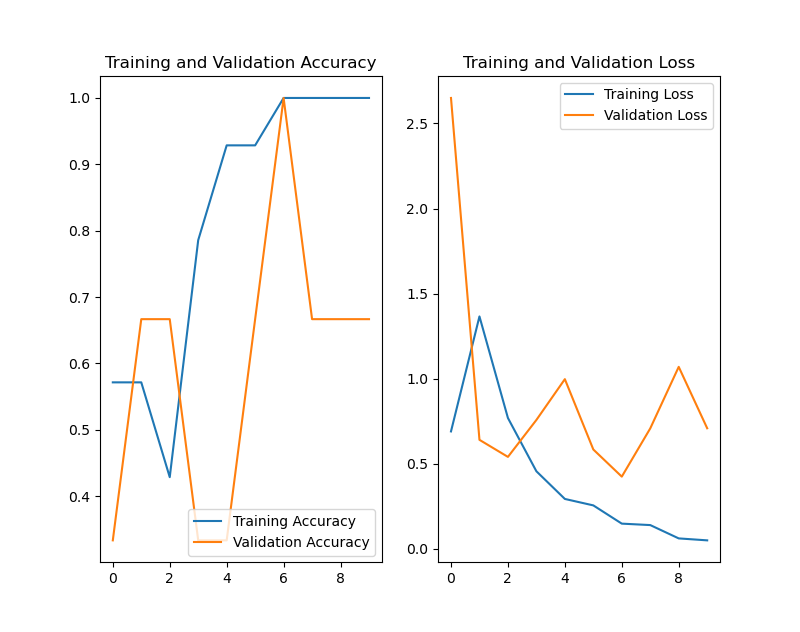 Training and Validation Accuracy
1.0
0.9
0.8
0.7
0.6
0.5
0.4
0 2 4 6 8
Training Accuracy
Validation Accuracy
Training and Validation Loss
2.5
2.0
1.5
1.0
0.5
0.0
0 2 4 6 8
Training Loss
Validation Loss